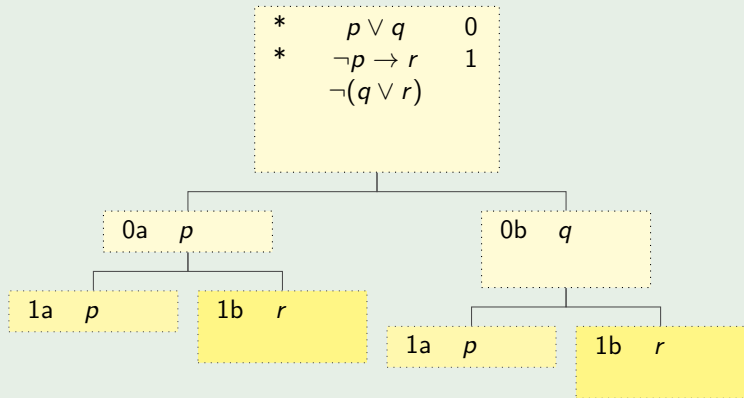 * p ∨ q 0
* ¬p → r 1
¬(q ∨ r)
0a p
0b q
1a p
1b r
1a p
1b r